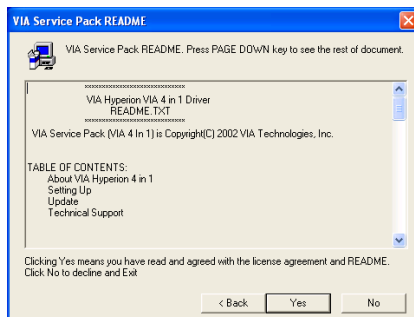 VIA Service Pack README
VIA Service Pack README. Press PAGE DOWN key to see the rest of document.
****************************
VIA Hyperion VIA 4 in 1 Driver
README.TXT
****************************
VIA Service Pack (VIA 4 In 1) is Copyright(C) 2002 VIA Technologies, Inc.
TABLE OF CONTENTS:
About VIA Hyperion 4 in 1
Setting Up
Update
Technical Support
Clicking Yes means you have read and agreed with the license agreement and README.
Click No to decline and Exit
< Back Yes No